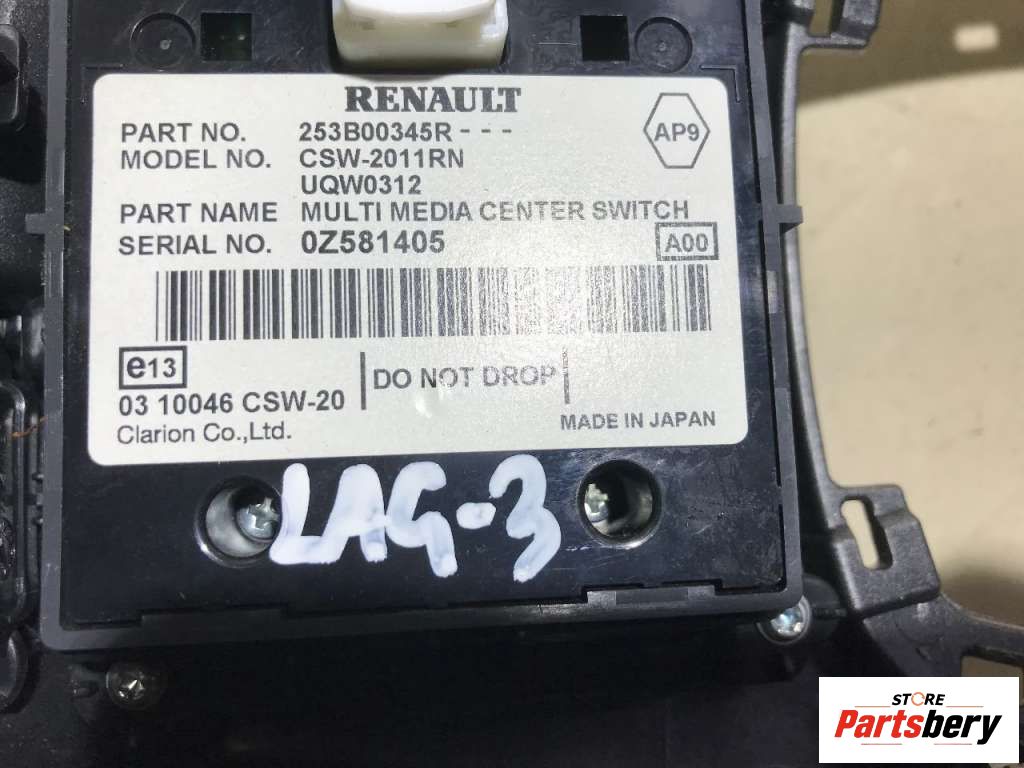 RENAULT
PART NO. 253B00345R - - -
AP9
MODEL NO. CSW-2011RN
UQW0312
PART NAME MULTI MEDIA CENTER SWITCH
SERIAL NO. 0Z581405
A00
e13
DO NOT DROP
03 10046 CSW-20
Clarion Co.,Ltd.
MADE IN JAPAN
LAG-3
STORE
Partsbery